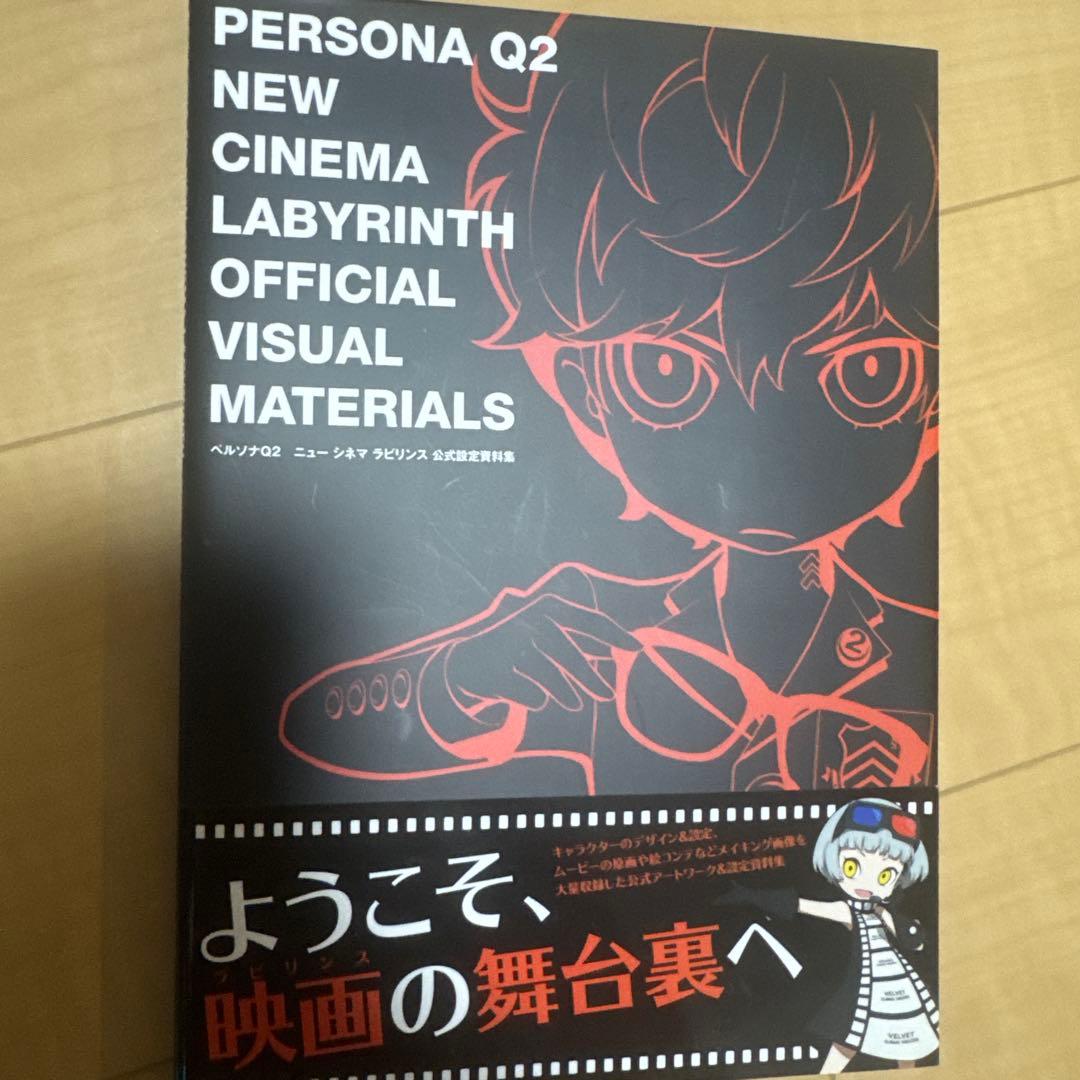 PERSONA Q2
NEW
CINEMA
LABYRINTH
OFFICIAL
VISUAL
MATERIALS
ペルソナQ2 ニュー シネマ ラビリンス 公式設定資料集
2
キャラクターのデザイン&設定、
ムービーの原画や絵コンテなどメイキング画像を
大量収録した公式アートワーク&設定資料集
ようこそ、
ラビリンス
映画の舞台裏へ
VELVET
VELVET